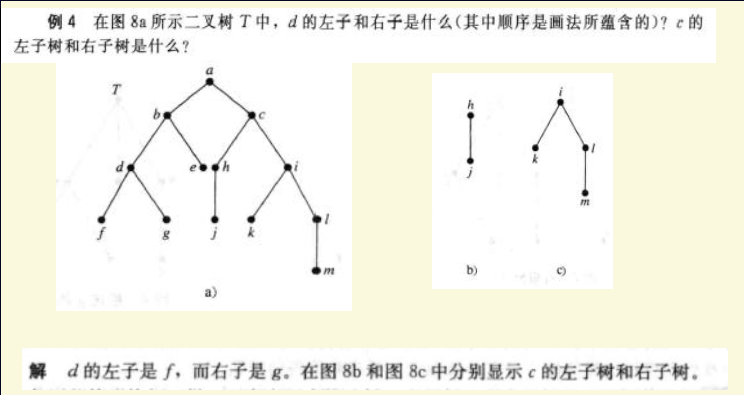 例 4 在图 8a 所示二叉树 T 中，d 的左子和右子是什么（其中顺序是画法所蕴含的）？c 的
左子树和右子树是什么？
T
a
b
c
d
e
h
i
f
g
j
k
l
m
a)
h
j
b)
i
k
l
m
c)
解 d 的左子是 f，而右子是 g。在图 8b 和图 8c 中分别显示 c 的左子树和右子树。